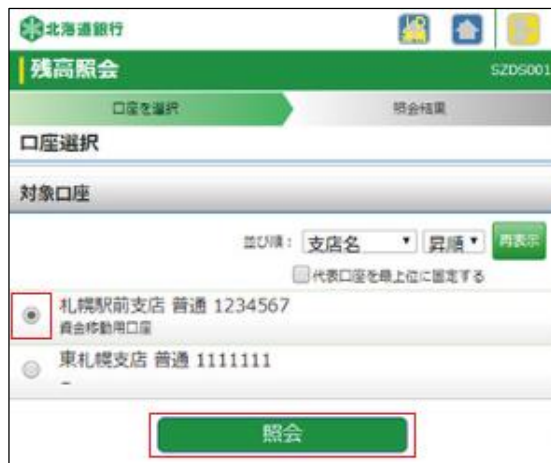 北海道銀行
残高照会 SZDS001
口座を選択 照会結果
口座選択
対象口座
並び順： 支店名 昇順 再表示
代表口座を最上位に固定する
札幌駅前支店 普通 1234567
資金移動用口座
東札幌支店 普通 1111111
-
照会